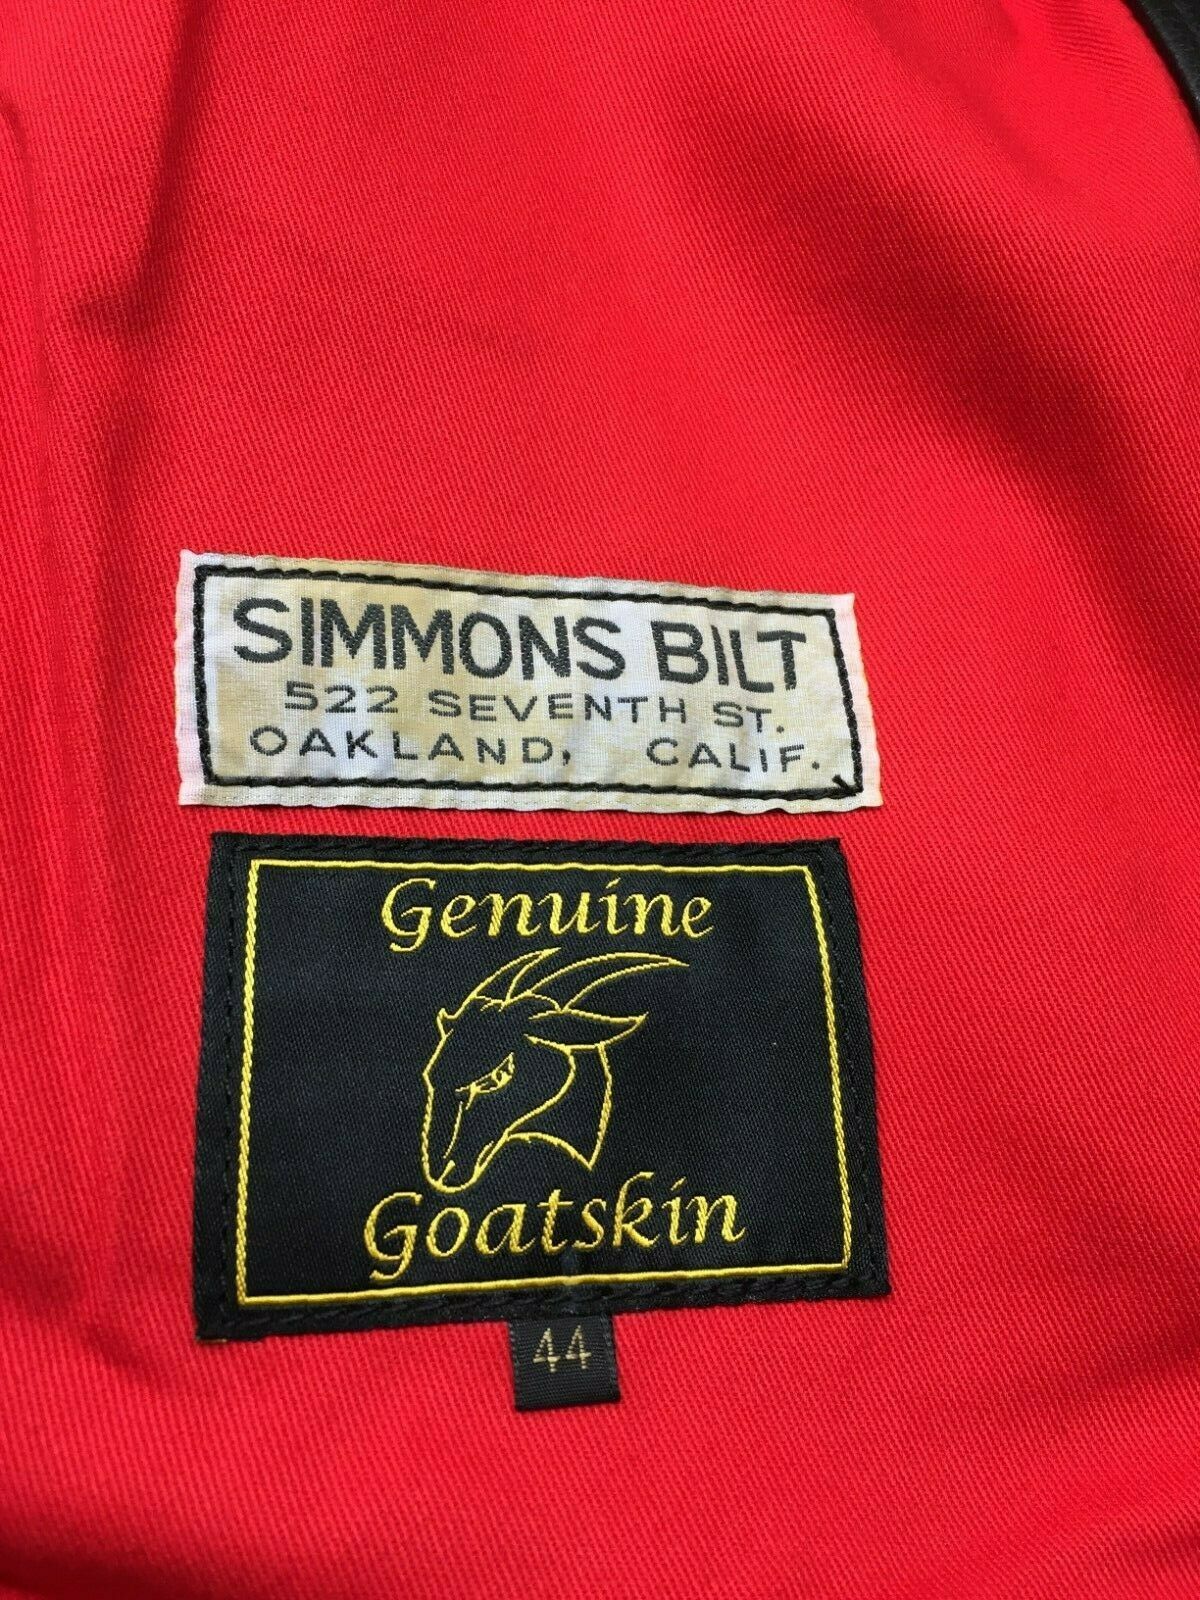 SIMMONS BILT
522 SEVENTH ST.
OAKLAND, CALIF.
Genuine
Goatskin
44